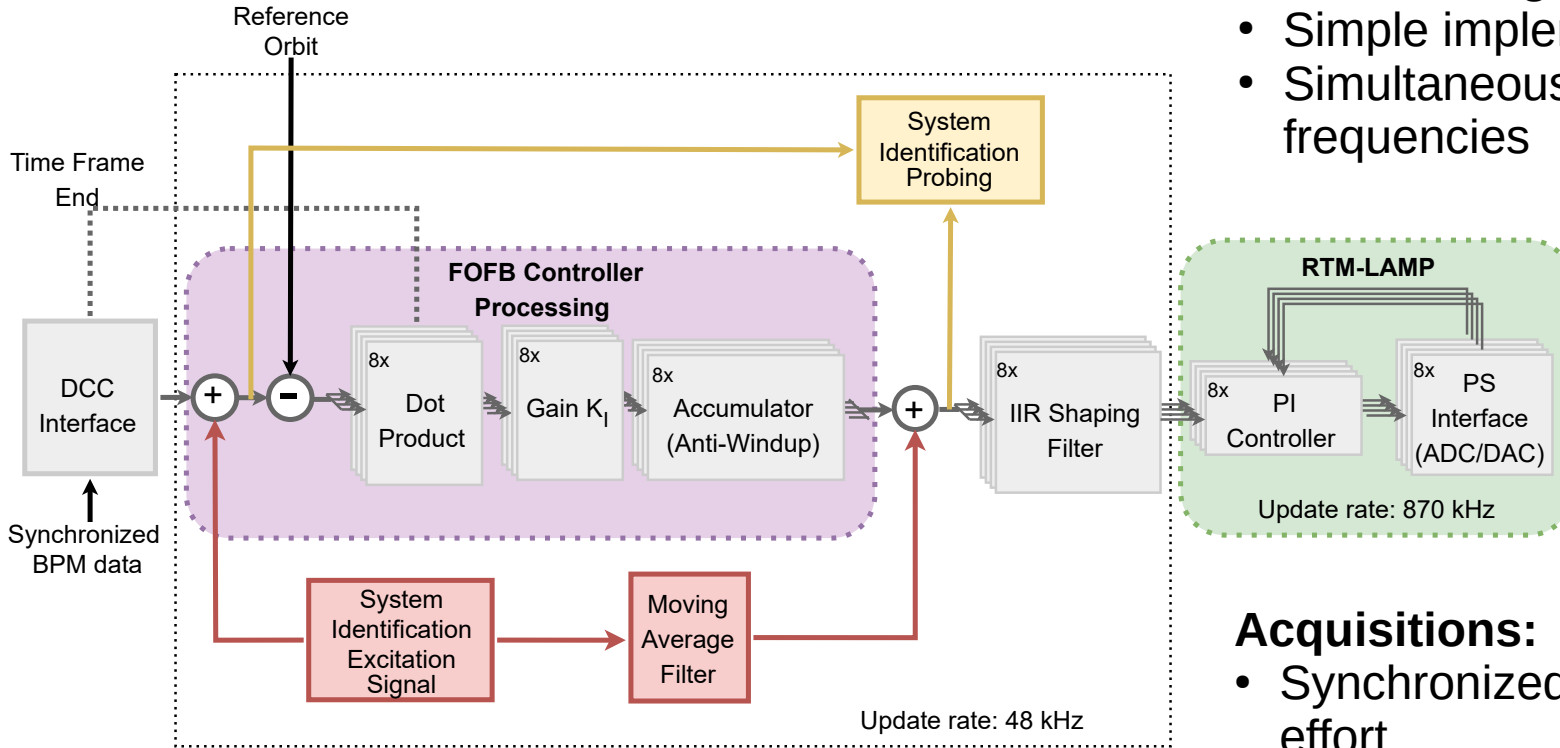 Reference
Orbit
• Simple
• Simultaneous
frequencies
System
Identification
Probing
Time Frame
End
FOFB Controller
Processing
RTM-LAMP
DCC
Interface
+
-
8x
Dot
Product
8x
Gain K_I
8x
Accumulator
(Anti-Windup)
+
8x
IIR Shaping
Filter
8x
PI
Controller
8x
PS
Interface
(ADC/DAC)
Update rate: 870 kHz
Synchronized
BPM data
System
Identification
Excitation
Signal
Moving
Average
Filter
Update rate: 48 kHz
Acquisitions:
• Synchronized
effort